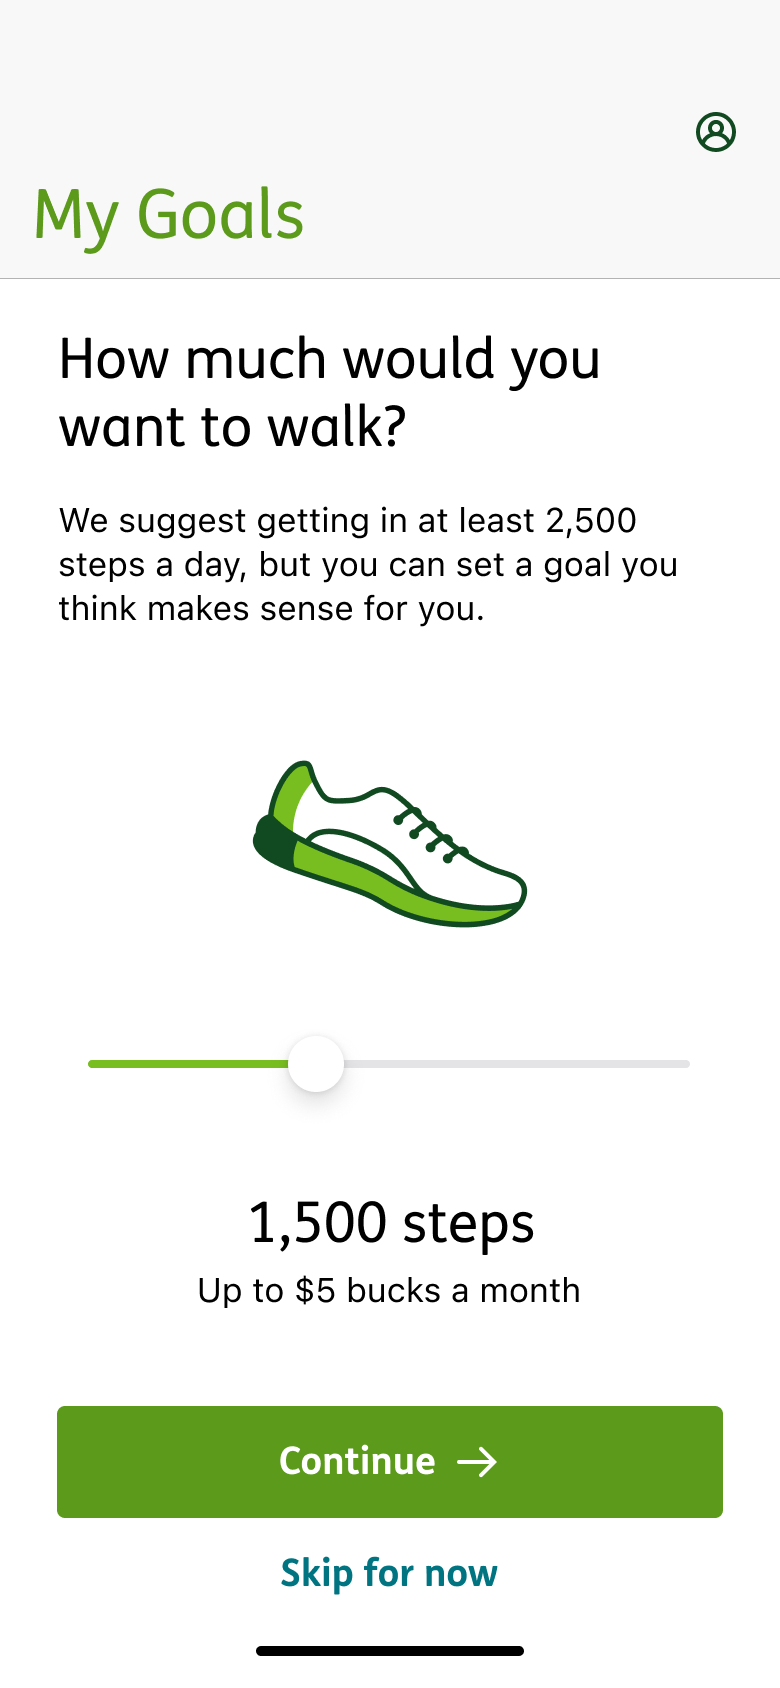 My Goals
How much would you
want to walk?
We suggest getting in at least 2,500
steps a day, but you can set a goal you
think makes sense for you.
1,500 steps
Up to $5 bucks a month
Continue →
Skip for now